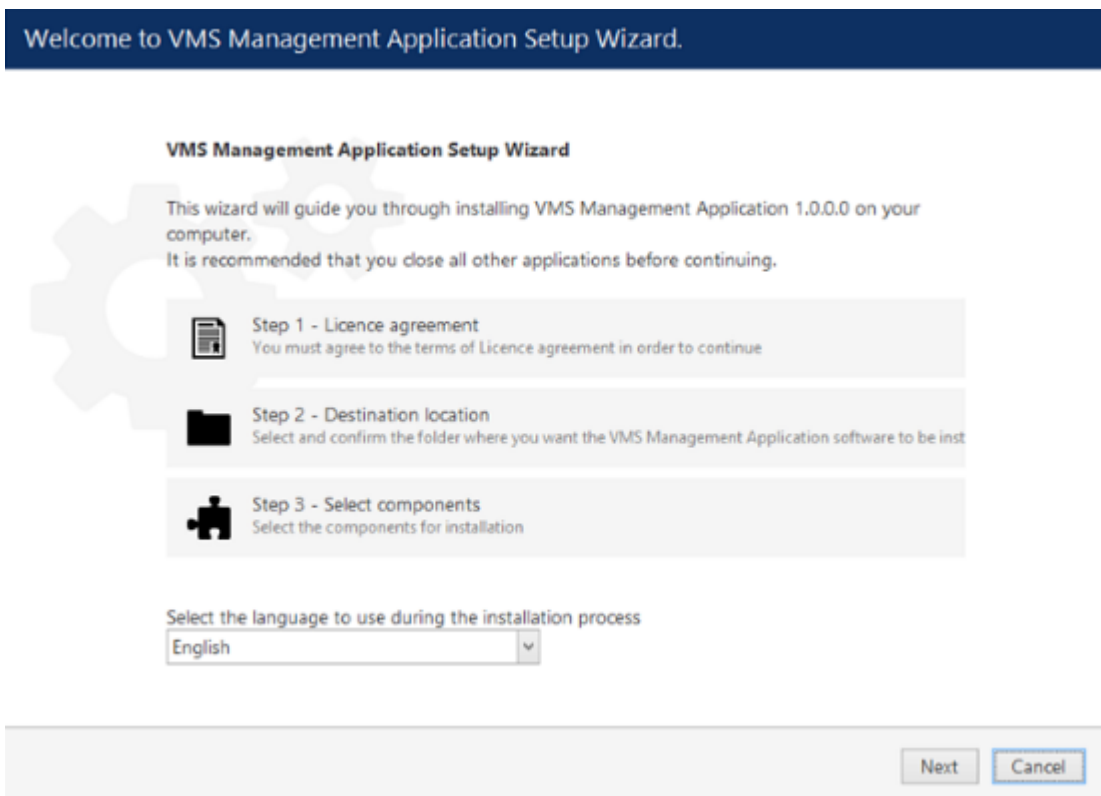 Welcome to VMS Management Application Setup Wizard.
VMS Management Application Setup Wizard
This wizard will guide you through installing VMS Management Application 1.0.0.0 on your
computer.
It is recommended that you close all other applications before continuing.
Step 1 - Licence agreement
You must agree to the terms of Licence agreement in order to continue
Step 2 - Destination location
Select and confirm the folder where you want the VMS Management Application software to be inst
Step 3 - Select components
Select the components for installation
Select the language to use during the installation process
English
Next Cancel